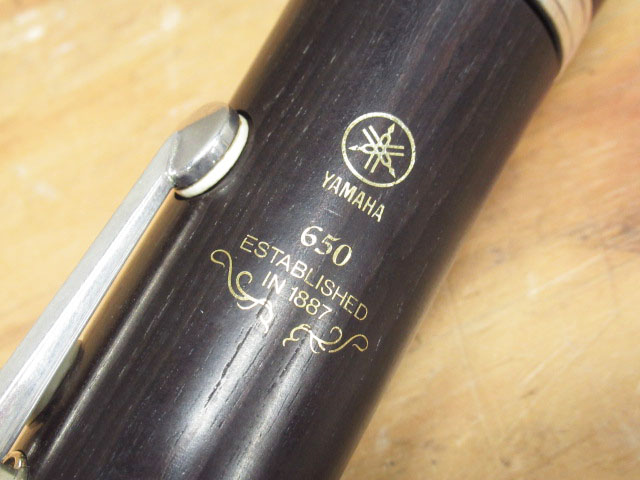 YAMAHA
650
ESTABLISHED
IN 1887